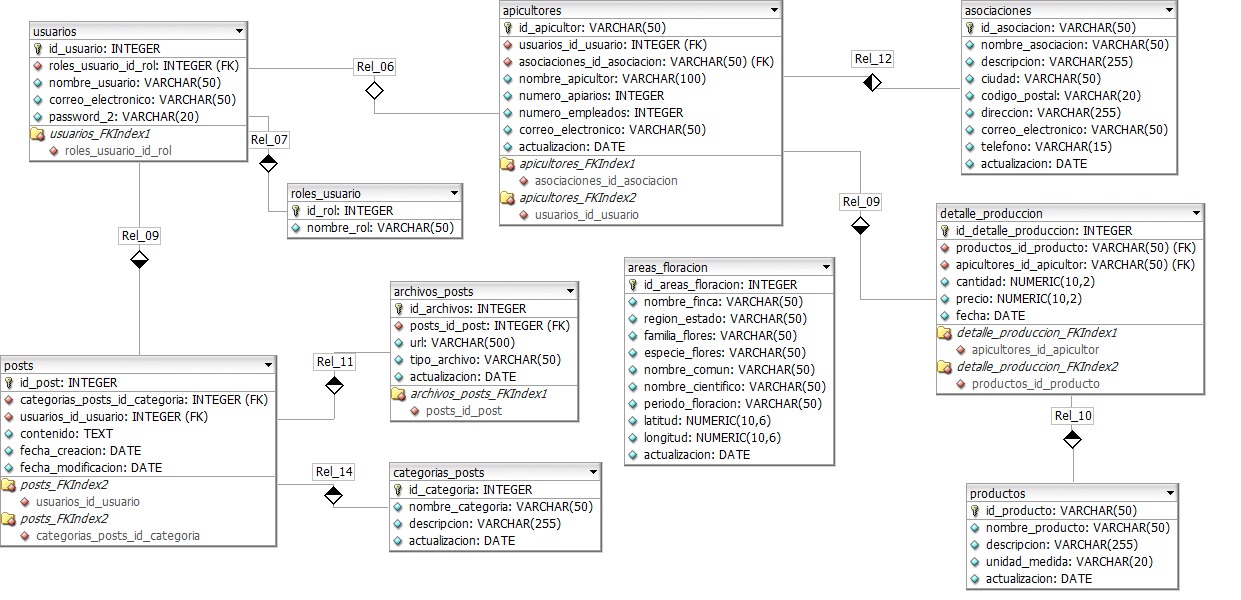 usuarios
id_usuario: INTEGER
roles_usuario_id_rol: INTEGER (FK)
nombre_usuario: VARCHAR(50)
correo_electronico: VARCHAR(50)
password_2: VARCHAR(20)
usuarios_FKIndex1
roles_usuario_id_rol
Rel_06
Rel_07
roles_usuario
id_rol: INTEGER
nombre_rol: VARCHAR(50)
apicultores
id_apicultor: VARCHAR(50)
usuarios_id_usuario: INTEGER (FK)
asociaciones_id_asociacion: VARCHAR(50) (FK)
nombre_apicultor: VARCHAR(100)
numero_apiarios: INTEGER
numero_empleados: INTEGER
correo_electronico: VARCHAR(50)
actualizacion: DATE
apicultores_FKIndex1
asociaciones_id_asociacion
apicultores_FKIndex2
usuarios_id_usuario
Rel_12
asociaciones
id_asociacion: VARCHAR(50)
nombre_asociacion: VARCHAR(50)
descripcion: VARCHAR(255)
ciudad: VARCHAR(50)
codigo_postal: VARCHAR(20)
direccion: VARCHAR(255)
correo_electronico: VARCHAR(50)
telefono: VARCHAR(15)
actualizacion: DATE
Rel_09
Rel_09
detalle_produccion
id_detalle_produccion: INTEGER
productos_id_producto: VARCHAR(50) (FK)
apicultores_id_apicultor: VARCHAR(50) (FK)
cantidad: NUMERIC(10,2)
precio: NUMERIC(10,2)
fecha: DATE
detalle_produccion_FKIndex1
apicultores_id_apicultor
detalle_produccion_FKIndex2
productos_id_producto
areas_floracion
id_areas_floracion: INTEGER
nombre_finca: VARCHAR(50)
region_estado: VARCHAR(50)
familia_flores: VARCHAR(50)
especie_flores: VARCHAR(50)
nombre_comun: VARCHAR(50)
nombre_cientifico: VARCHAR(50)
periodo_floracion: VARCHAR(50)
latitud: NUMERIC(10,6)
longitud: NUMERIC(10,6)
actualizacion: DATE
archivos_posts
id_archivos: INTEGER
posts_id_post: INTEGER (FK)
url: VARCHAR(500)
tipo_archivo: VARCHAR(50)
actualizacion: DATE
archivos_posts_FKIndex1
posts_id_post
Rel_11
posts
id_post: INTEGER
categorias_posts_id_categoria: INTEGER (FK)
usuarios_id_usuario: INTEGER (FK)
contenido: TEXT
fecha_creacion: DATE
fecha_modificacion: DATE
posts_FKIndex2
usuarios_id_usuario
posts_FKIndex2
categorias_posts_id_categoria
Rel_14
categorias_posts
id_categoria: INTEGER
nombre_categoria: VARCHAR(50)
descripcion: VARCHAR(255)
actualizacion: DATE
Rel_10
productos
id_producto: VARCHAR(50)
nombre_producto: VARCHAR(50)
descripcion: VARCHAR(255)
unidad_medida: VARCHAR(20)
actualizacion: DATE